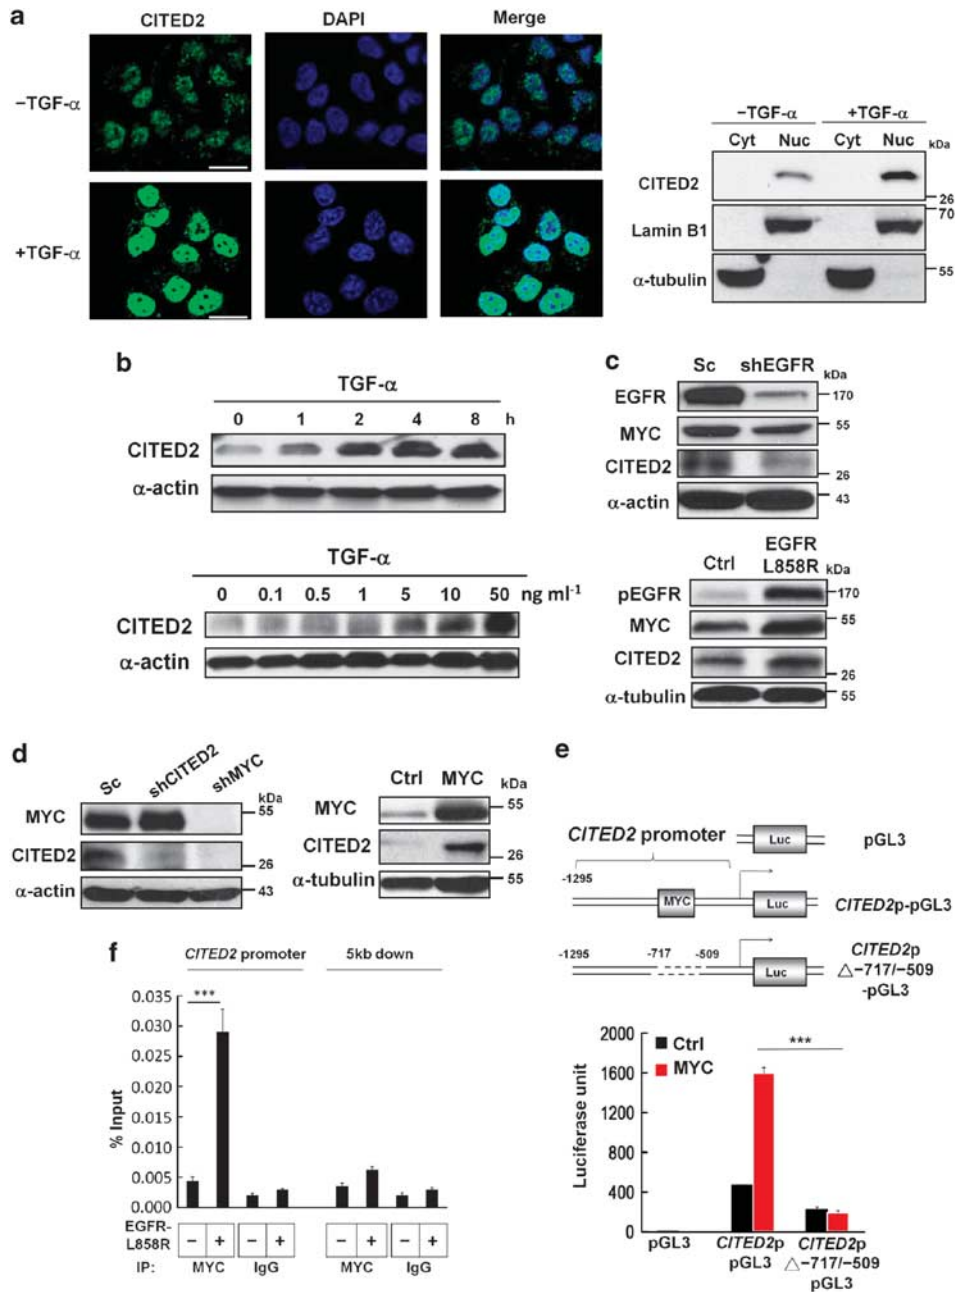 a
CITED2 DAPI Merge
−TGF-α
+TGF-α
−TGF-α +TGF-α
Cyt Nuc Cyt Nuc kDa
CITED2
26
Lamin B1
70
α-tubulin
55
b
TGF-α
0 1 2 4 8 h
CITED2
α-actin
TGF-α
0 0.1 0.5 1 5 10 50 ng ml-1
CITED2
α-actin
c
Sc shEGFR kDa
EGFR 170
MYC 55
CITED2 26
α-actin 43
Ctrl EGFR L858R kDa
pEGFR 170
MYC 55
CITED2 26
α-tubulin 55
d
Sc shCITED2 shMYC kDa
MYC 55
CITED2 26
α-actin 43
Ctrl MYC kDa
MYC 55
CITED2 26
α-tubulin 55
e
CITED2 promoter
Luc pGL3
-1295
MYC Luc CITED2p-pGL3
-1295 -717 -509
Luc
CITED2p
△−717/−509
-pGL3
Ctrl
MYC
***
Luciferase unit
2000
1600
1200
800
400
0
pGL3
CITED2p
pGL3
CITED2p
△−717/−509
pGL3
f
CITED2 promoter 5kb down
***
% Input
0.035
0.030
0.025
0.020
0.015
0.010
0.005
0.000
EGFR-
L858R
− + − + − + − +
IP: MYC IgG MYC IgG